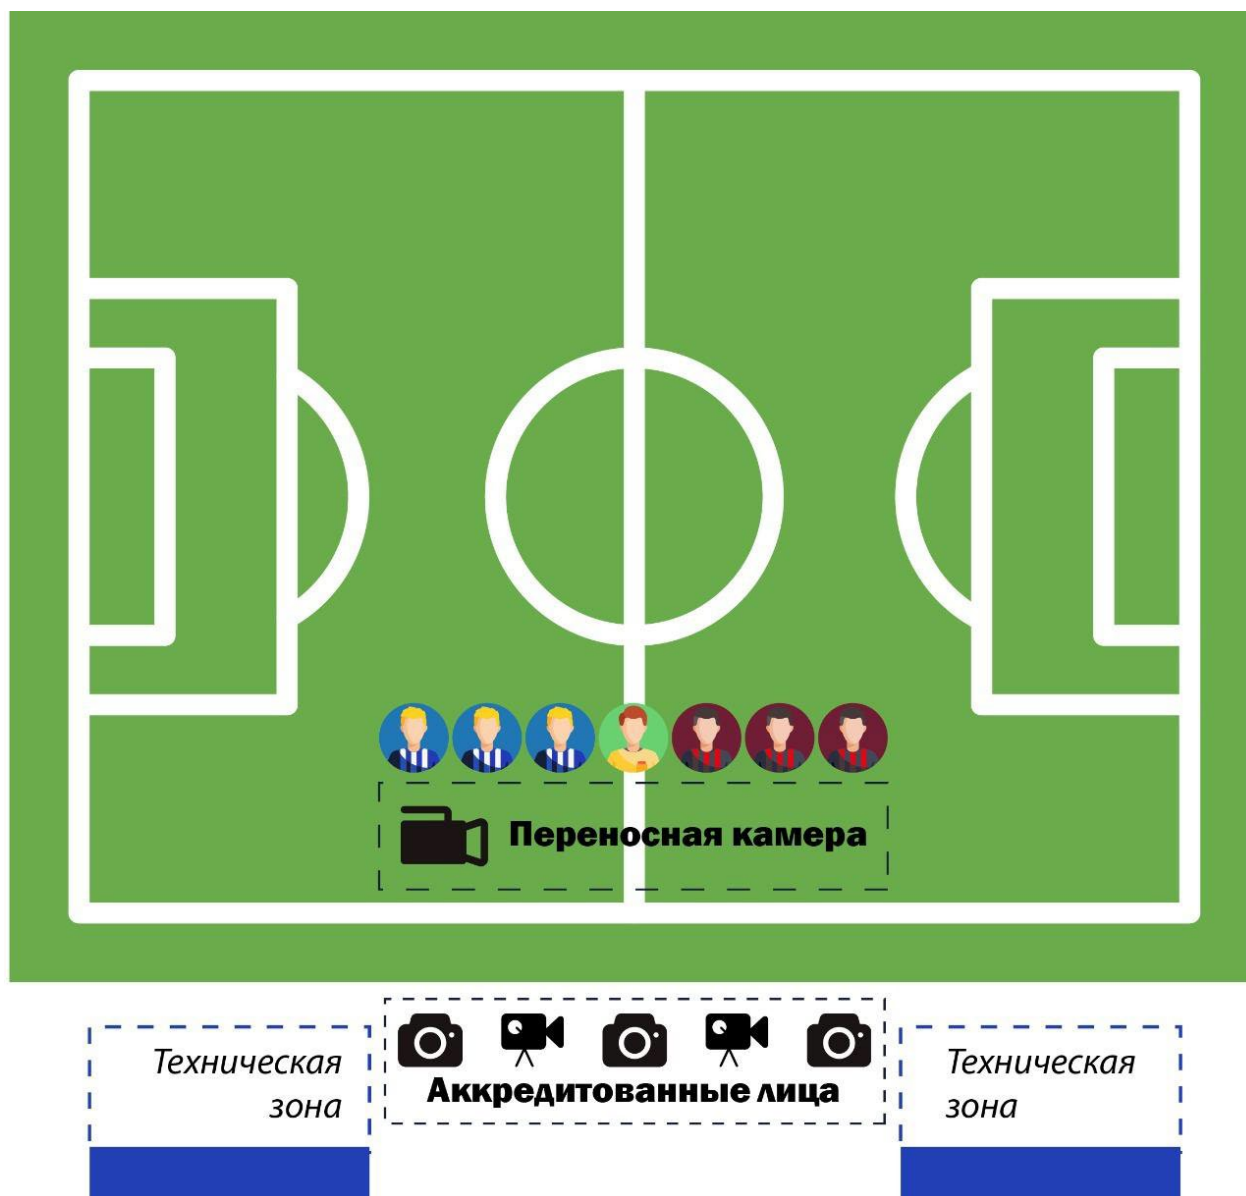 Переносная камера
Техническая
зона
Аккредитованные лица
Техническая
зона